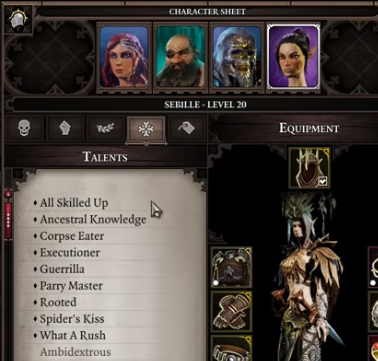 CHARACTER SHEET
SEBILLE - LEVEL 20
TALENTS
EQUIPMENT
♦ All Skilled Up
♦ Ancestral Knowledge
♦ Corpse Eater
♦ Executioner
♦ Guerrilla
♦ Parry Master
♦ Rooted
♦ Spider's Kiss
♦ What A Rush
Ambidextrous